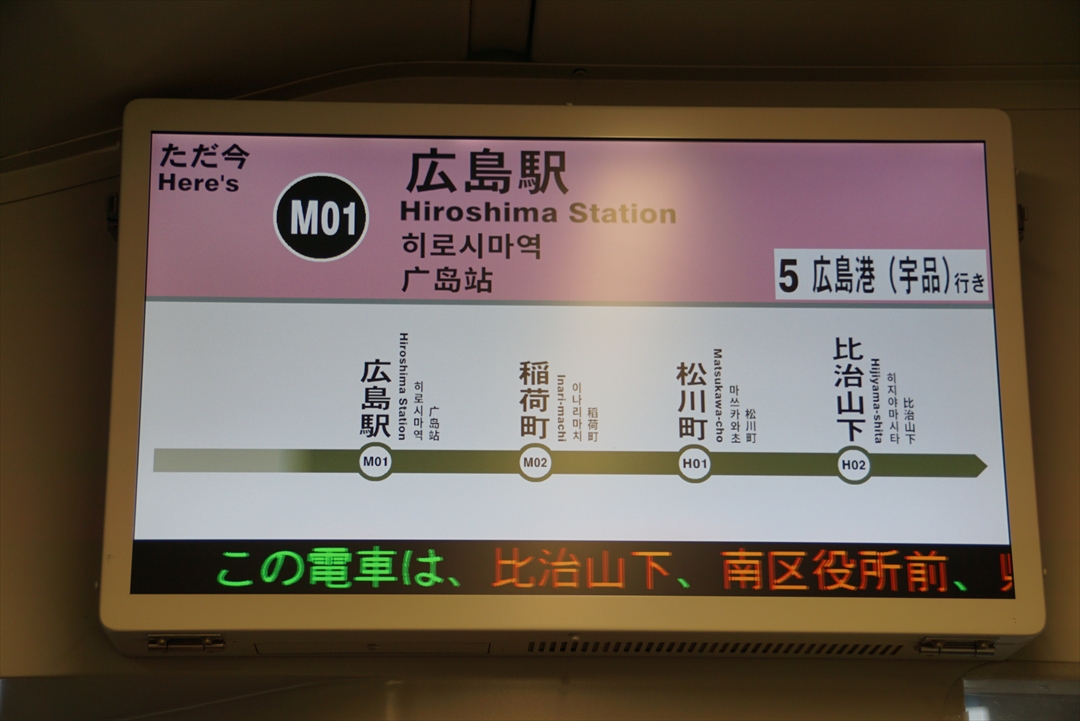 ただ今
Here's
M01
広島駅
Hiroshima Station
히로시마역
广岛站
5 広島港（宇品）行き
広島駅
Hiroshima Station
히로시마역
广岛站
稲荷町
Inari-machi
이나리마치
稻荷町
松川町
Matsukawa-cho
마쓰카와초
松川町
比治山下
Hijiyama-shita
히지야마시타
比治山下
M01
M02
H01
H02
この電車は、比治山下、南区役所前、